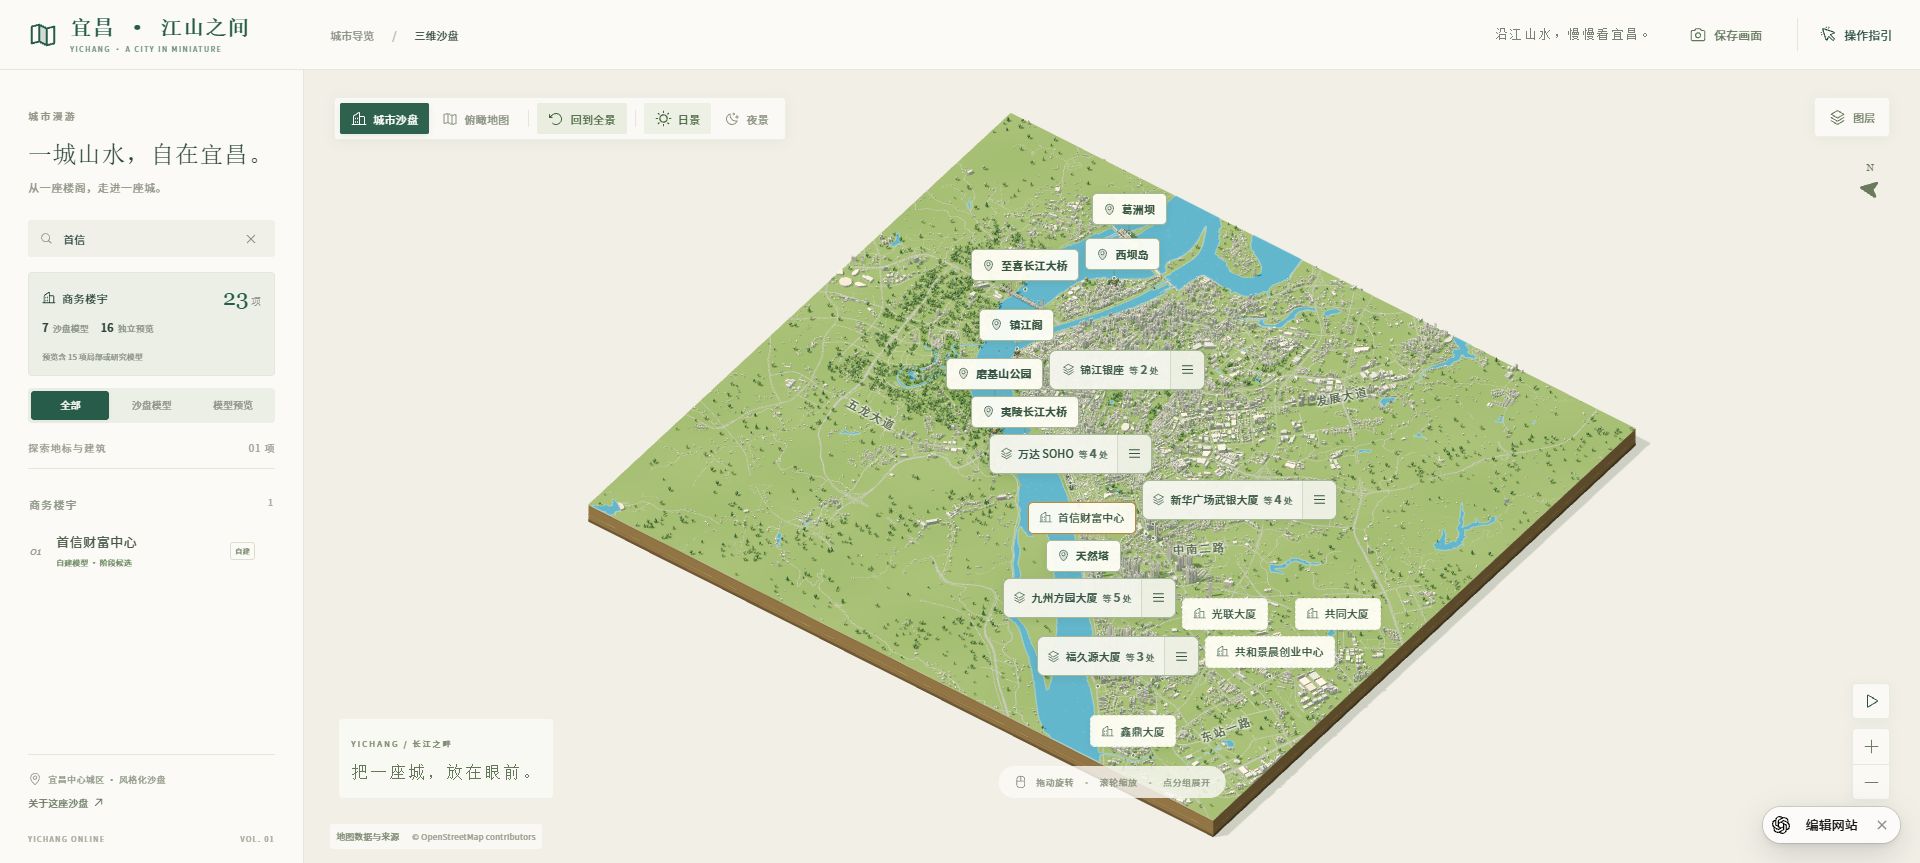 宜昌 · 江山之间
YICHANG · A CITY IN MINIATURE
城市导览 / 三维沙盘
沿江山水，慢慢看宜昌。
保存画面
操作指引
城市漫游
一城山水，自在宜昌。
从一座楼阁，走进一座城。
首信
商务楼宇
23 项
7 沙盘模型 16 独立预览
预览含 15 项局部或研究模型
全部
沙盘模型
模型预览
探索地标与建筑
01 项
商务楼宇
1
01
首信财富中心
自建模型 · 阶段候选
自建
宜昌中心城区 · 风格化沙盘
关于这座沙盘
YICHANG ONLINE
VOL. 01
城市沙盘
俯瞰地图
回到全景
日景
夜景
图层
N
葛洲坝
西坝岛
至喜长江大桥
镇江阁
锦江银座 等 2 处
磨基山公园
夷陵长江大桥
五龙大道
发展大道
万达 SOHO 等 4 处
新华广场武银大厦 等 4 处
首信财富中心
天然塔
中南二路
九州方园大厦 等 5 处
光联大厦
共同大厦
福久源大厦 等 3 处
共和景晨创业中心
鑫鼎大厦
东站一路
YICHANG / 长江之畔
把一座城，放在眼前。
拖动旋转 · 滚轮缩放 · 点分组展开
地图数据与来源
© OpenStreetMap contributors
编辑网站